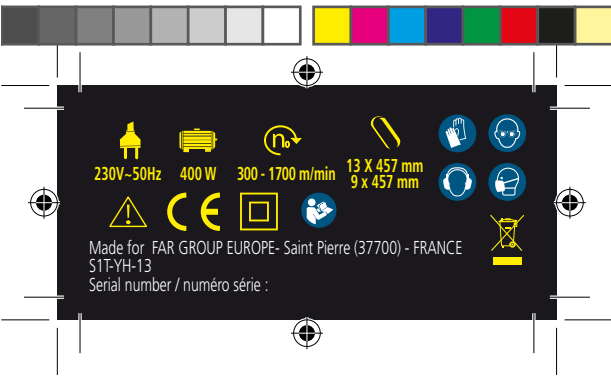 n₀
230V~50Hz 400 W 300 - 1700 m/min 13 X 457 mm
9 x 457 mm
CE
Made for FAR GROUP EUROPE- Saint Pierre (37700) - FRANCE
S1T-YH-13
Serial number / numéro série :